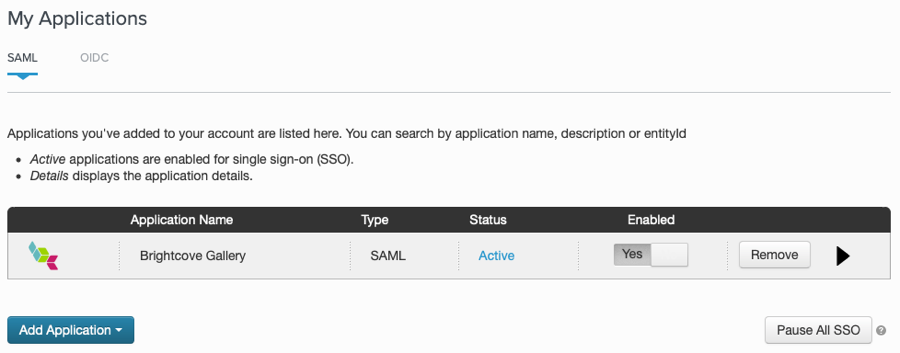 My Applications
SAML OIDC
Applications you've added to your account are listed here. You can search by application name, description or entityId
• Active applications are enabled for single sign-on (SSO).
• Details displays the application details.
Application Name Type Status Enabled
Brightcove Gallery SAML Active Yes Remove
Add Application Pause All SSO ?